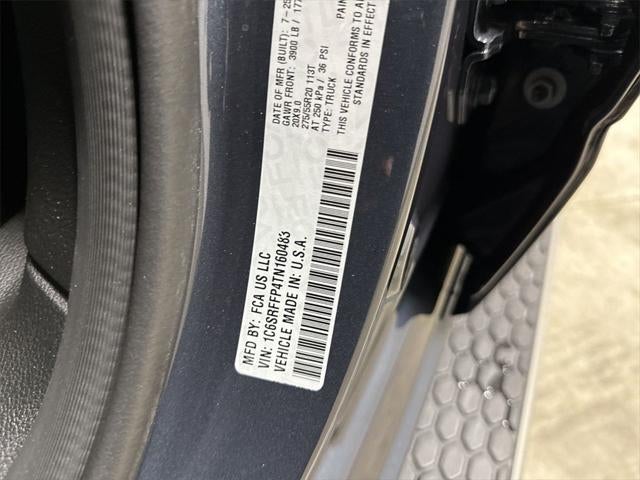 MFD BY: FCA US LLC
VIN: 1C6SRFFP4TN160483
VEHICLE MADE IN: U.S.A.
DATE OF MFR (BUILT): 7-25
GAWR FRONT: 3900 LB / 177
20X9.0
275/55R20 113T
AT 250 kPa / 36 PSI
TYPE: TRUCK
THIS VEHICLE CONFORMS TO
STANDARDS IN EFFECT